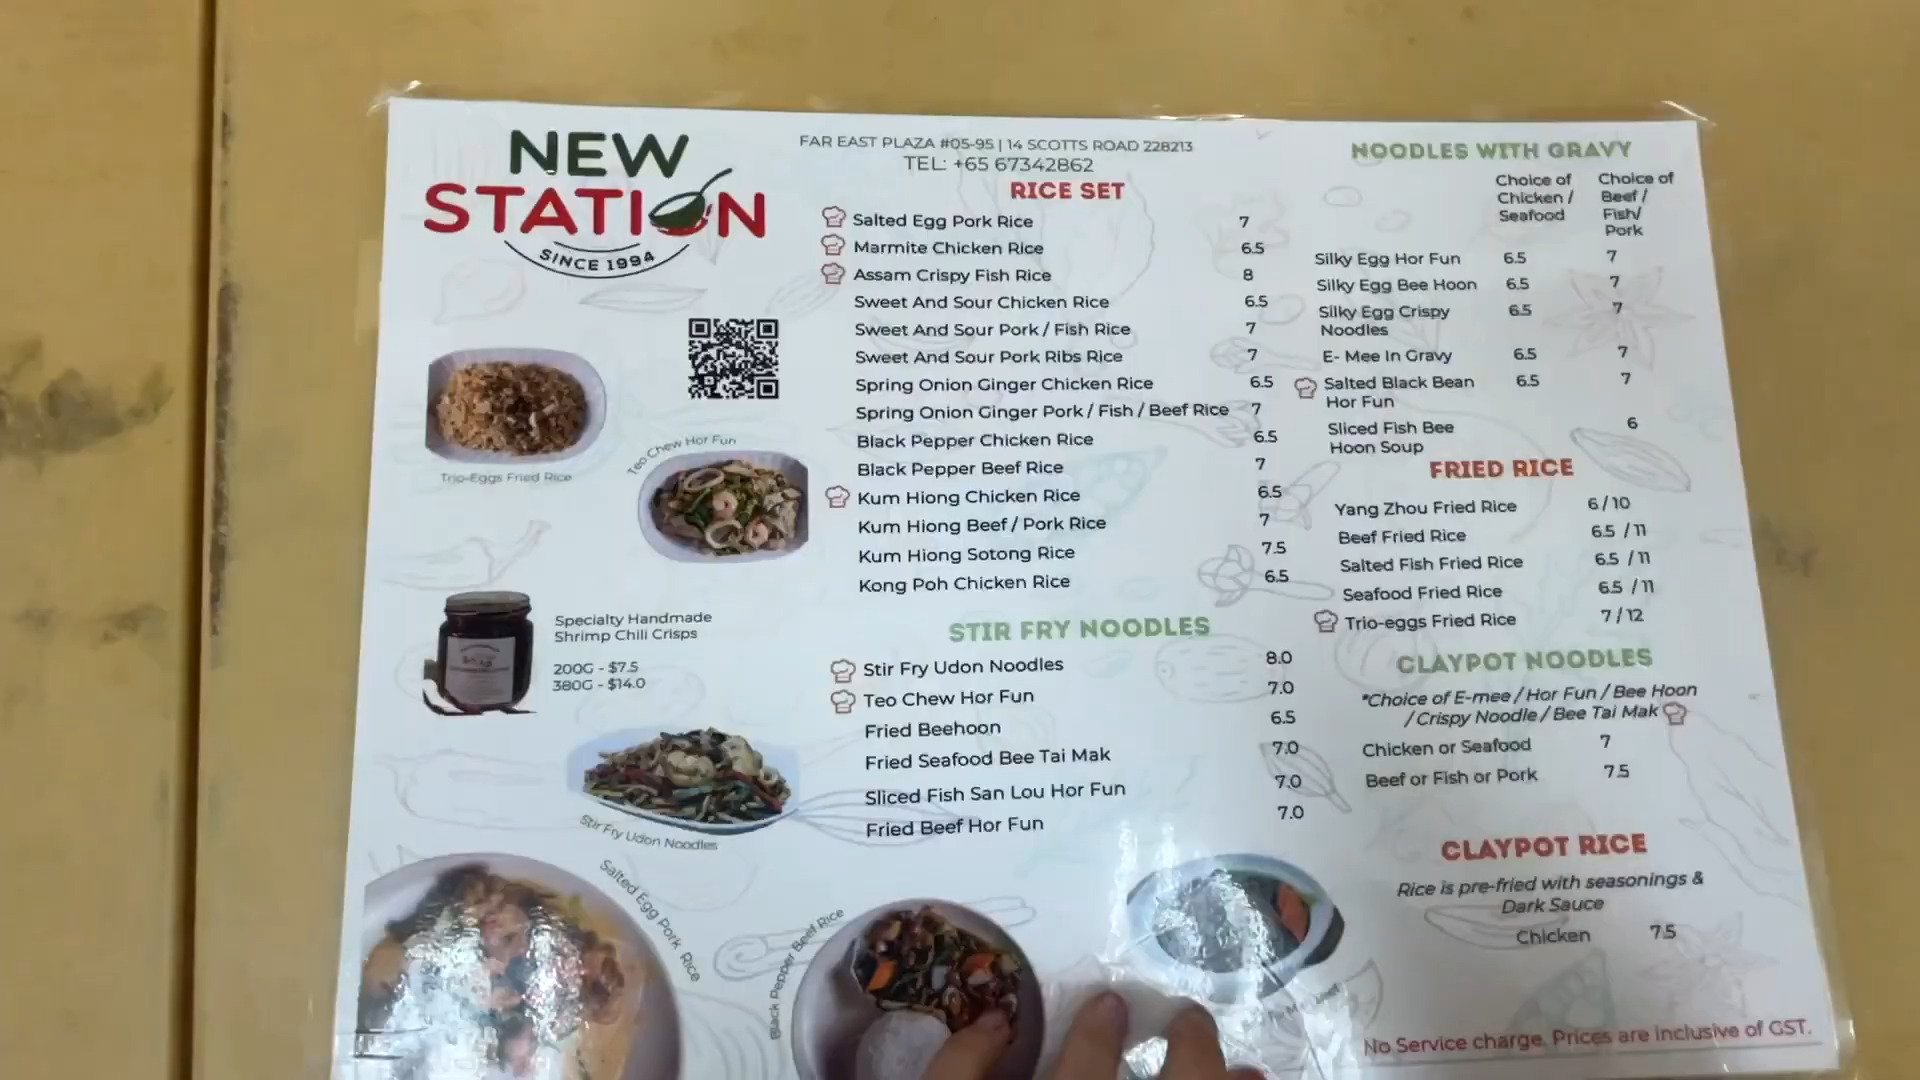 NEW
STATION
SINCE 1994
Trio-Eggs Fried Rice
Teo Chew Hor Fun
Specialty Handmade
Shrimp Chili Crisps
200G - $7.5
380G - $14.0
Stir Fry Udon Noodles
Salted Egg Pork Rice
Black Pepper Beef Rice
FAR EAST PLAZA #05-95 | 14 SCOTTS ROAD 228213
TEL: +65 67342862
RICE SET
Salted Egg Pork Rice 7
Marmite Chicken Rice 6.5
Assam Crispy Fish Rice 8
Sweet And Sour Chicken Rice 6.5
Sweet And Sour Pork / Fish Rice 7
Sweet And Sour Pork Ribs Rice 7
Spring Onion Ginger Chicken Rice 6.5
Spring Onion Ginger Pork / Fish / Beef Rice 7
Black Pepper Chicken Rice 6.5
Black Pepper Beef Rice 7
Kum Hiong Chicken Rice 6.5
Kum Hiong Beef / Pork Rice 7
Kum Hiong Sotong Rice 7.5
Kong Poh Chicken Rice 6.5
STIR FRY NOODLES
Stir Fry Udon Noodles 8.0
Teo Chew Hor Fun 7.0
Fried Beehoon 6.5
Fried Seafood Bee Tai Mak 7.0
Sliced Fish San Lou Hor Fun 7.0
Fried Beef Hor Fun 7.0
NOODLES WITH GRAVY
Choice of Choice of
Chicken / Beef /
Seafood Fish/
Pork
Silky Egg Hor Fun 6.5 7
Silky Egg Bee Hoon 6.5 7
Silky Egg Crispy 6.5 7
Noodles
E- Mee In Gravy 6.5 7
Salted Black Bean 6.5 7
Hor Fun
Sliced Fish Bee 6
Hoon Soup
FRIED RICE
Yang Zhou Fried Rice 6 / 10
Beef Fried Rice 6.5 / 11
Salted Fish Fried Rice 6.5 / 11
Seafood Fried Rice 6.5 / 11
Trio-eggs Fried Rice 7 / 12
CLAYPOT NOODLES
*Choice of E-mee / Hor Fun / Bee Hoon
/ Crispy Noodle / Bee Tai Mak
Chicken or Seafood 7
Beef or Fish or Pork 7.5
CLAYPOT RICE
Rice is pre-fried with seasonings &
Dark Sauce
Chicken 7.5
No Service charge. Prices are inclusive of GST.